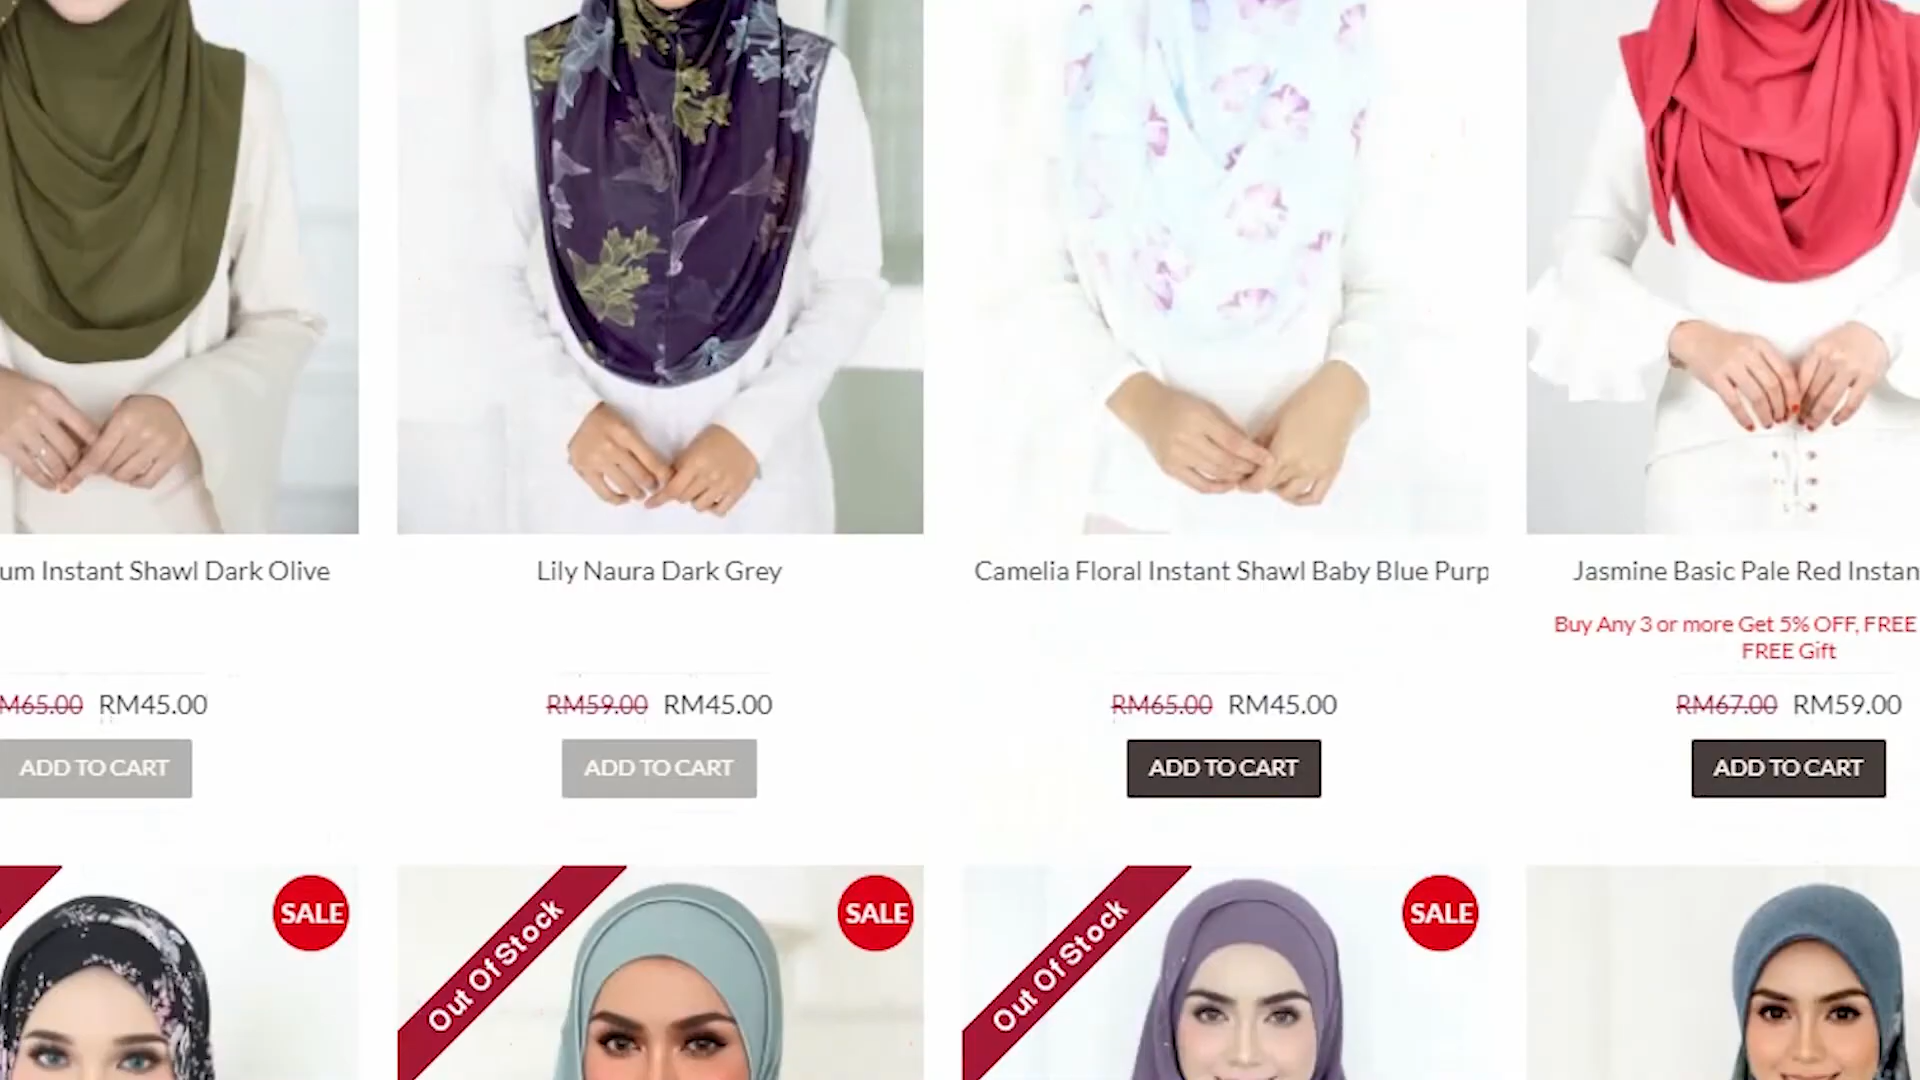 um Instant Shawl Dark Olive
Lily Naura Dark Grey
Camelia Floral Instant Shawl Baby Blue Purp
Jasmine Basic Pale Red Instan
Buy Any 3 or more Get 5% OFF, FREE
FREE Gift
M65.00 RM45.00
RM59.00 RM45.00
RM65.00 RM45.00
RM67.00 RM59.00
ADD TO CART
ADD TO CART
ADD TO CART
ADD TO CART
SALE
Out Of Stock
SALE
Out Of Stock
SALE